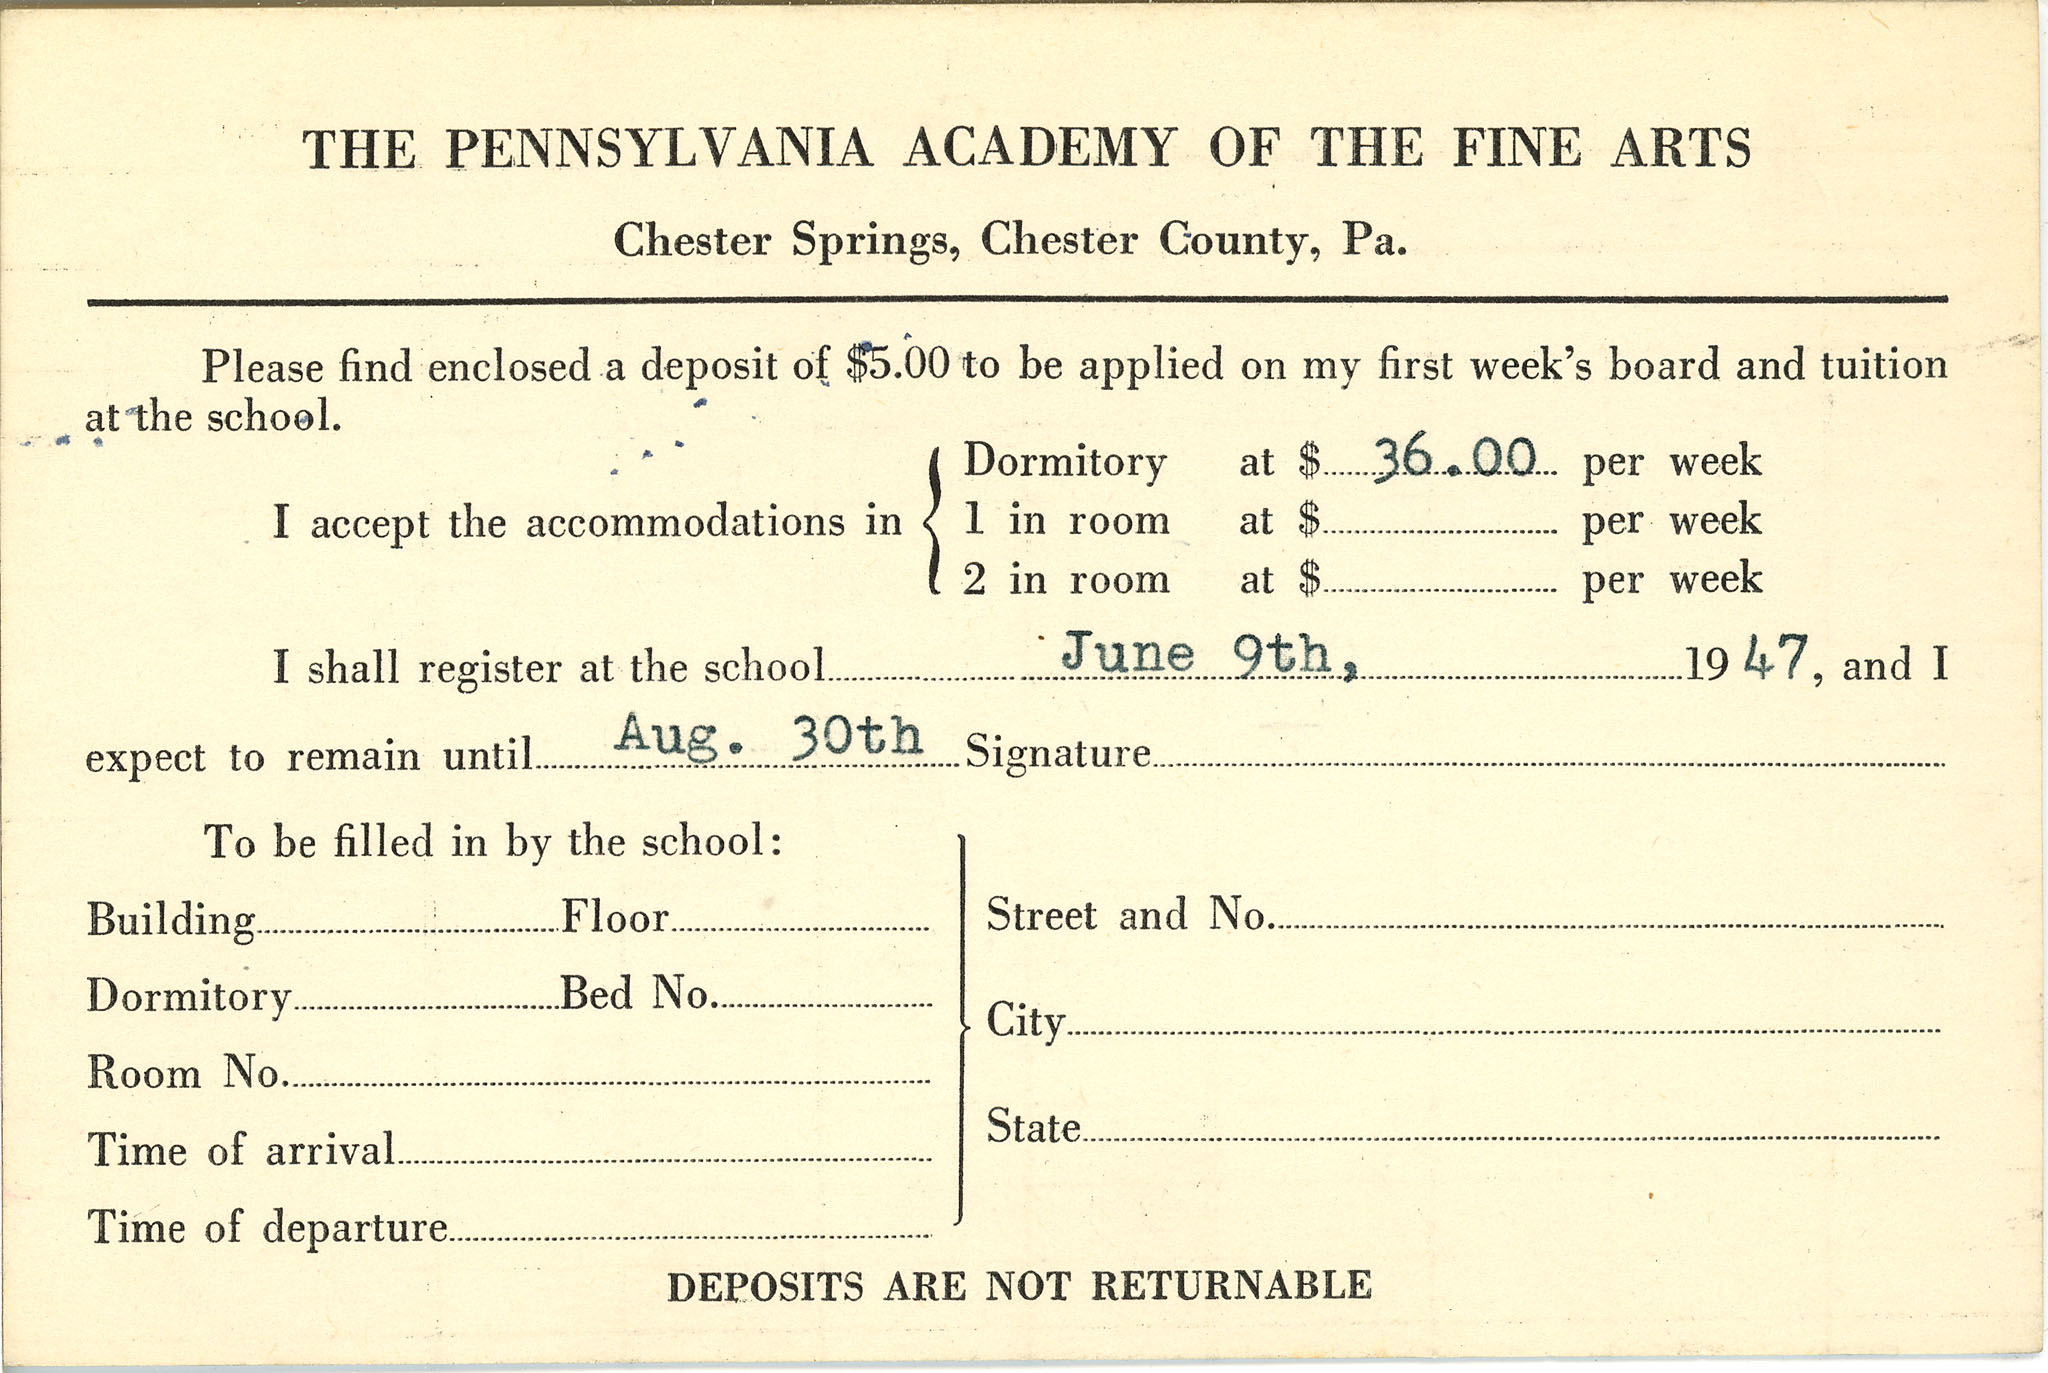 THE PENNSYLVANIA ACADEMY OF THE FINE ARTS
Chester Springs, Chester County, Pa.
Please find enclosed a deposit of $5.00 to be applied on my first week's board and tuition
at the school.
I accept the accommodations in
Dormitory at $ 36.00 per week
1 in room at $ per week
2 in room at $ per week
I shall register at the school June 9th, 1947, and I
expect to remain until Aug. 30th Signature
To be filled in by the school:
Building Floor
Dormitory Bed No.
Room No.
Time of arrival
Time of departure
Street and No.
City
State
DEPOSITS ARE NOT RETURNABLE